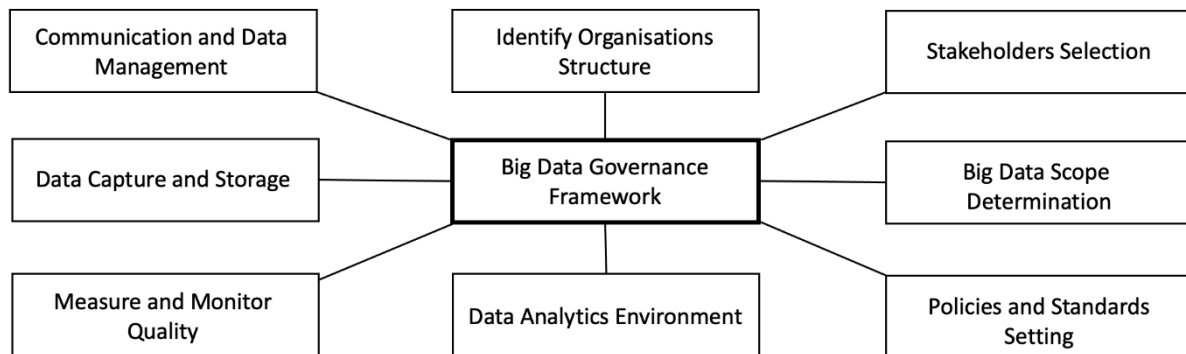 Communication and Data
Management
Identify Organisations
Structure
Stakeholders Selection
Data Capture and Storage
Big Data Governance
Framework
Big Data Scope
Determination
Measure and Monitor
Quality
Data Analytics Environment
Policies and Standards
Setting